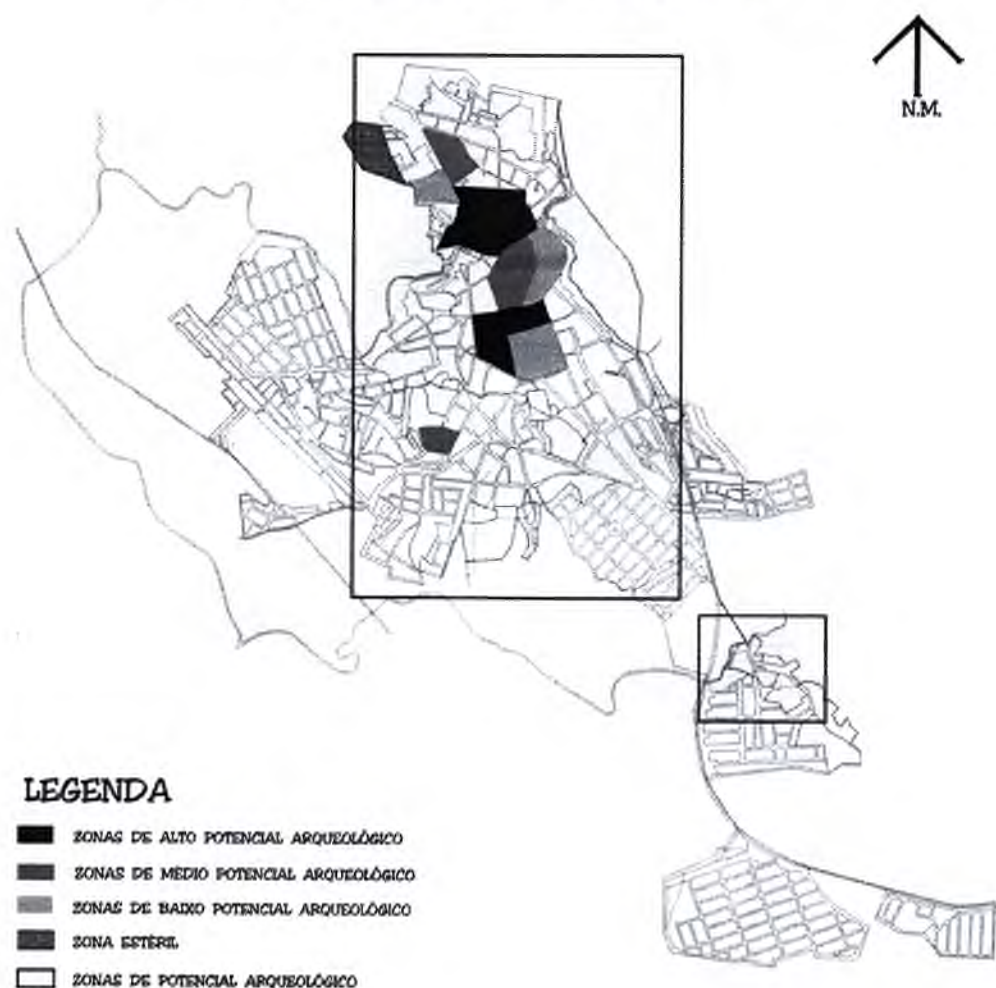 N.M.
LEGENDA
ZONAS DE ALTO POTENCIAL ARQUEOLÓGICO
ZONAS DE MÉDIO POTENCIAL ARQUEOLÓGICO
ZONAS DE BAIXO POTENCIAL ARQUEOLÓGICO
ZONA ESTÉRIL
ZONAS DE POTENCIAL ARQUEOLÓGICO